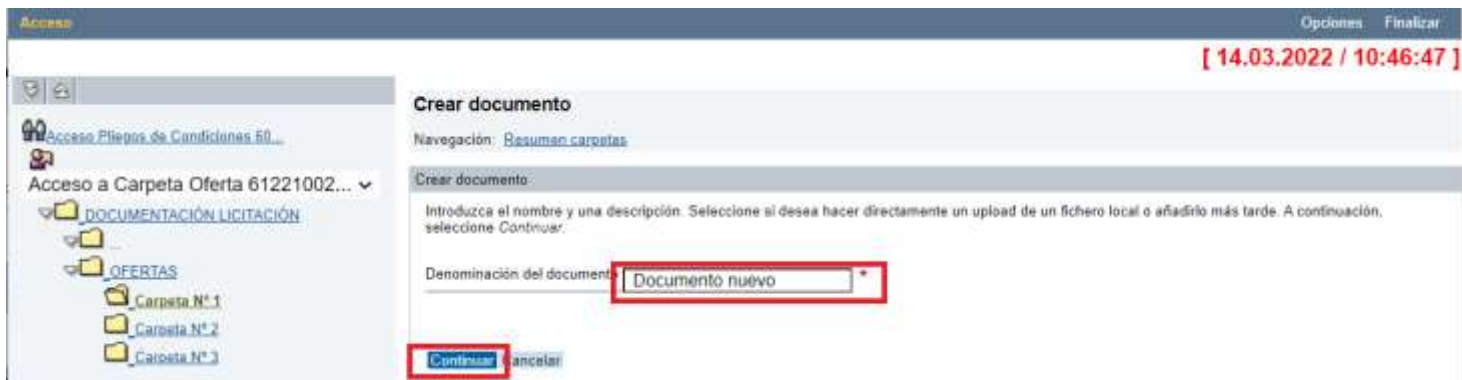 Acceso
Opciones Finalizar
[ 14.03.2022 / 10:46:47 ]
Acceso Pliegos de Condiciones 60...
Acceso a Carpeta Oferta 61221002...
DOCUMENTACIÓN LICITACIÓN
...
OFERTAS
Carpeta Nº 1
Carpeta Nº 2
Carpeta Nº 3
Crear documento
Navegación: Resumen carpetas
Crear documento
Introduzca el nombre y una descripción. Seleccione si desea hacer directamente un upload de un fichero local o añadirlo más tarde. A continuación,
seleccione Continuar.
Denominación del documento Documento nuevo *
Continuar Cancelar